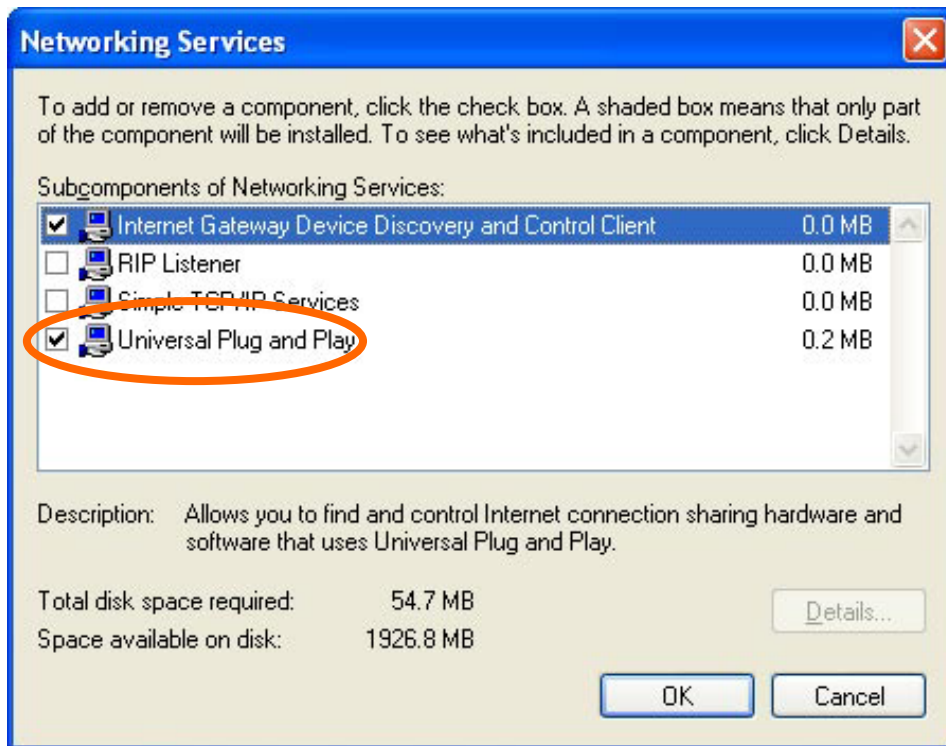 Networking Services
To add or remove a component, click the check box. A shaded box means that only part
of the component will be installed. To see what's included in a component, click Details.
Subcomponents of Networking Services:
Internet Gateway Device Discovery and Control Client 0.0 MB
RIP Listener 0.0 MB
Simple TCP/IP Services 0.0 MB
Universal Plug and Play 0.2 MB
Description: Allows you to find and control Internet connection sharing hardware and
software that uses Universal Plug and Play.
Total disk space required: 54.7 MB
Space available on disk: 1926.8 MB
Details...
OK Cancel